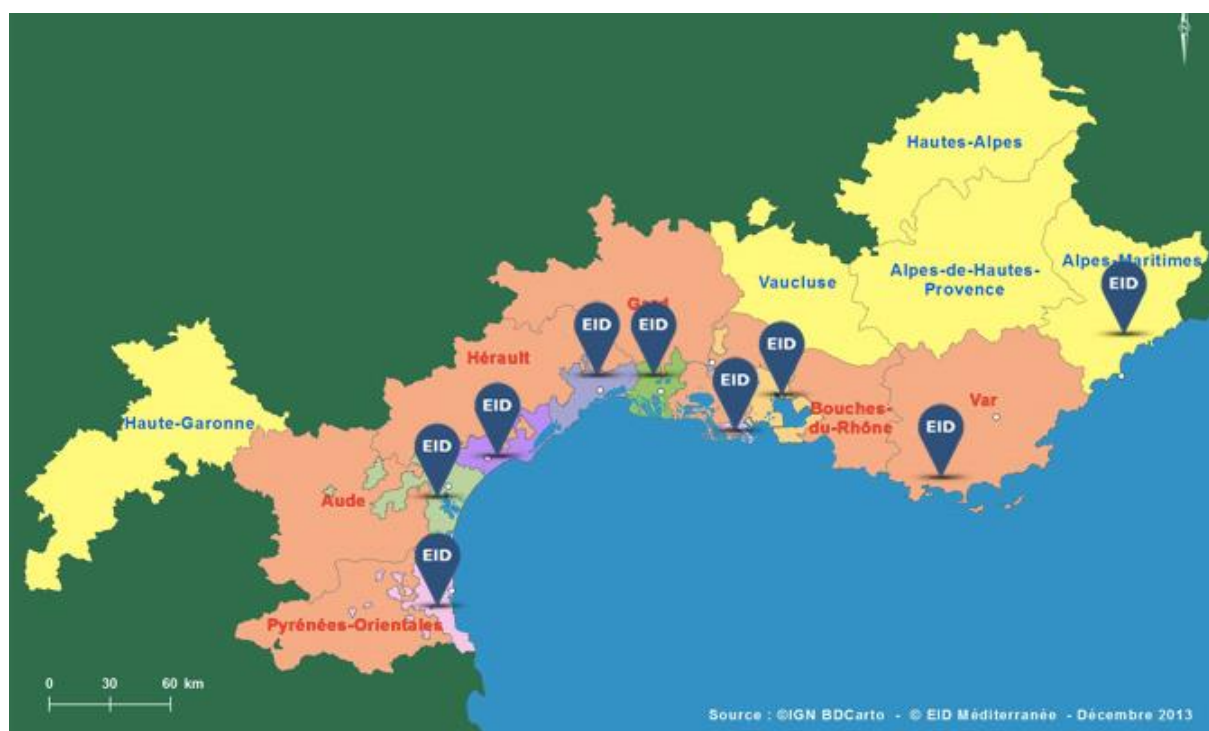 Hautes-Alpes
Alpes-Maritimes
Alpes-de-Hautes-
Provence
Vaucluse
EID
Gard
EID
EID
EID
Hérault
EID
EID
Bouches-
du-Rhône
Var
EID
Haute-Garonne
EID
Aude
EID
Pyrénées-Orientales
0 30 60 km
Source : ©IGN BDCarto - © EID Méditerranée - Décembre 2013